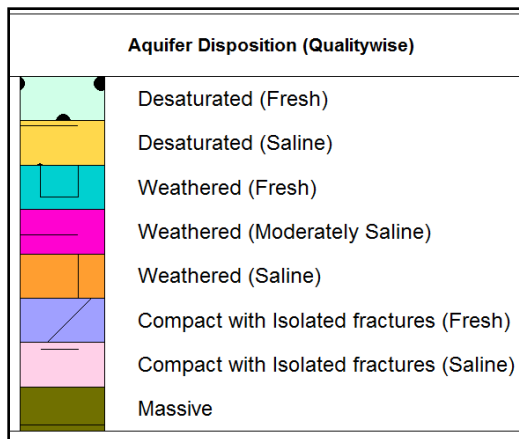 Aquifer Disposition (Qualitywise)
Desaturated (Fresh)
Desaturated (Saline)
Weathered (Fresh)
Weathered (Moderately Saline)
Weathered (Saline)
Compact with Isolated fractures (Fresh)
Compact with Isolated fractures (Saline)
Massive